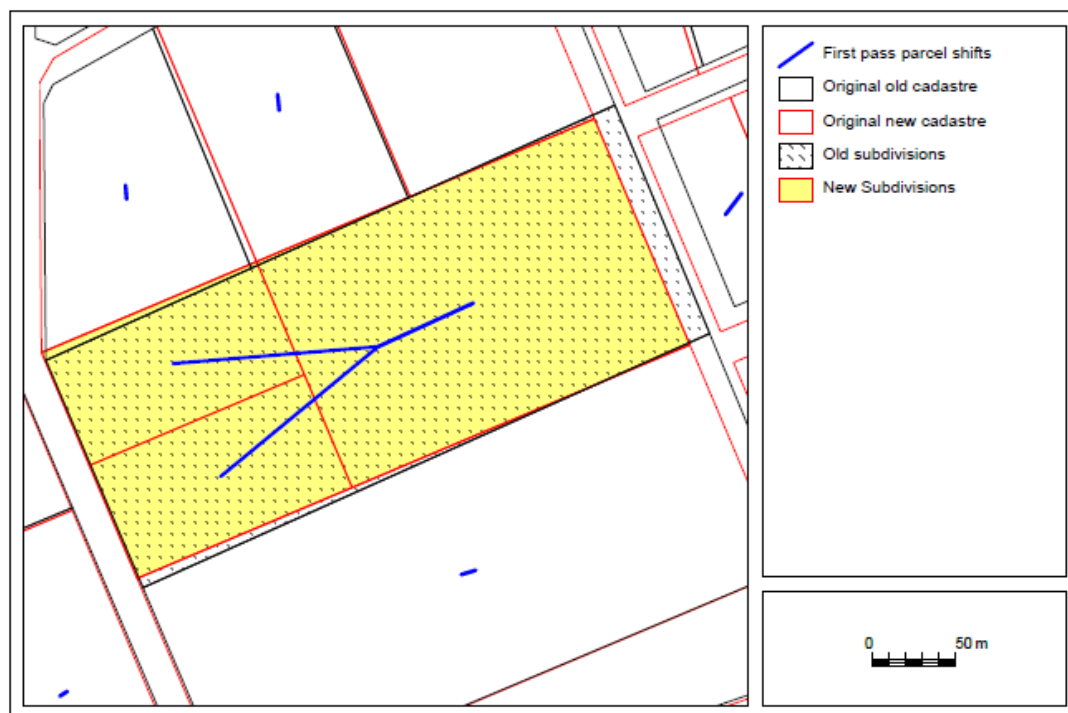 First pass parcel shifts
Original old cadastre
Original new cadastre
Old subdivisions
New Subdivisions
0 50 m